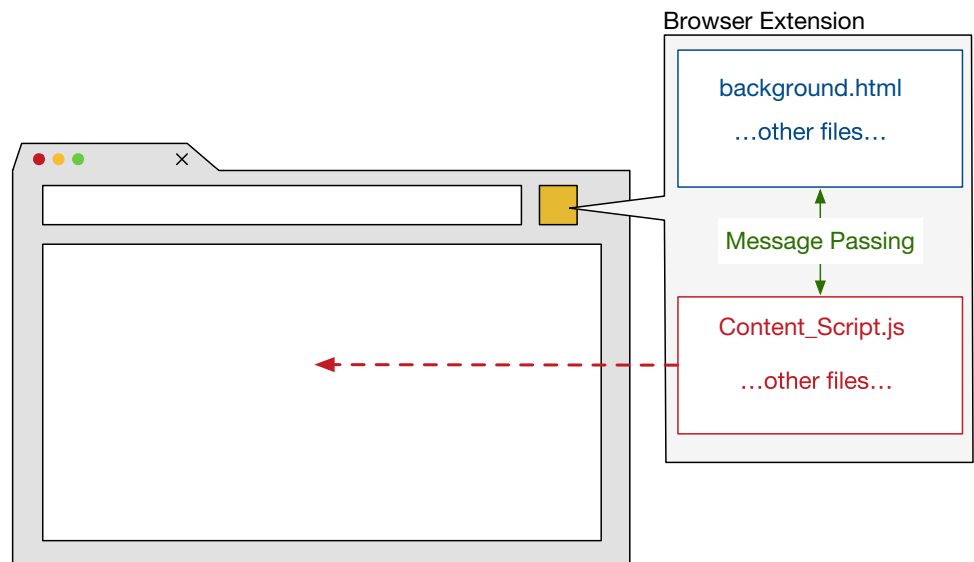 Browser Extension
background.html
…other files…
Message Passing
Content_Script.js
…other files…